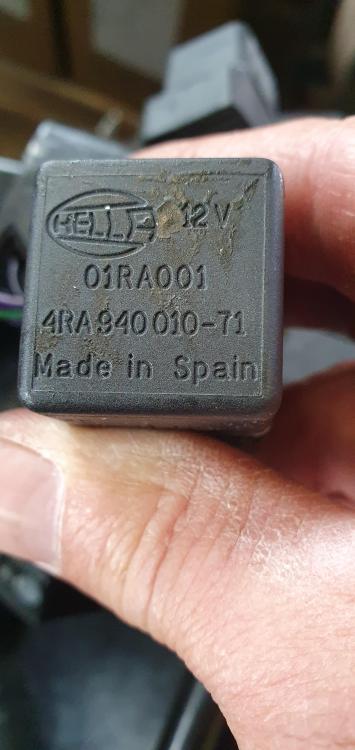 HELLA 12V
01RA001
4RA 940 010-71
Made in Spain